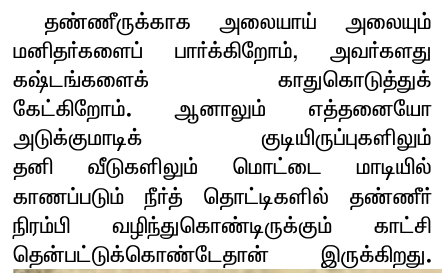 தண்ணீருக்காக அலையாய் அலையும்
மனிதர்களைப் பார்க்கிறோம், அவர்களது
கஷ்டங்களைக் காதுகொடுத்துக்
கேட்கிறோம். ஆனாலும் எத்தனையோ
அடுக்குமாடிக் குடியிருப்புகளிலும்
தனி வீடுகளிலும் மொட்டை மாடியில்
காணப்படும் நீர்த் தொட்டிகளில் தண்ணீர்
நிரம்பி வழிந்துகொண்டிருக்கும் காட்சி
தென்பட்டுக்கொண்டேதான் இருக்கிறது.